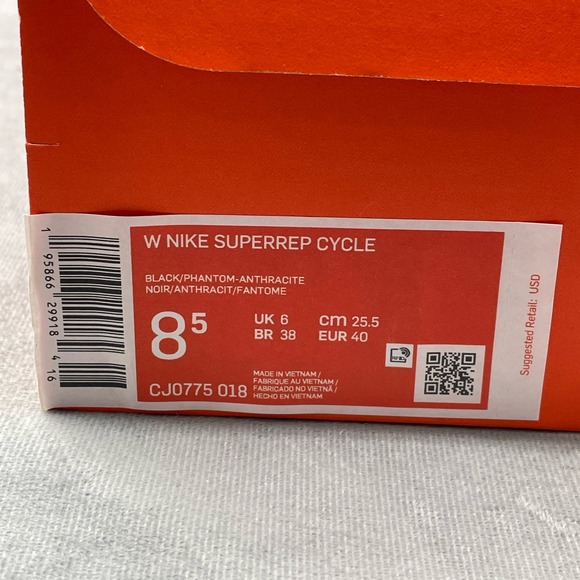 W NIKE SUPERREP CYCLE
BLACK/PHANTOM-ANTHRACITE
NOIR/ANTHRACIT/FANTOME
8 5
UK 6 cm 25.5
BR 38 EUR 40
CJ0775 018
MADE IN VIETNAM /
FABRIQUE AU VIETNAM /
FABRICADO NO VIETNÃ /
HECHO EN VIETNAM
1 95866 29918 4 16
Suggested Retail: USD